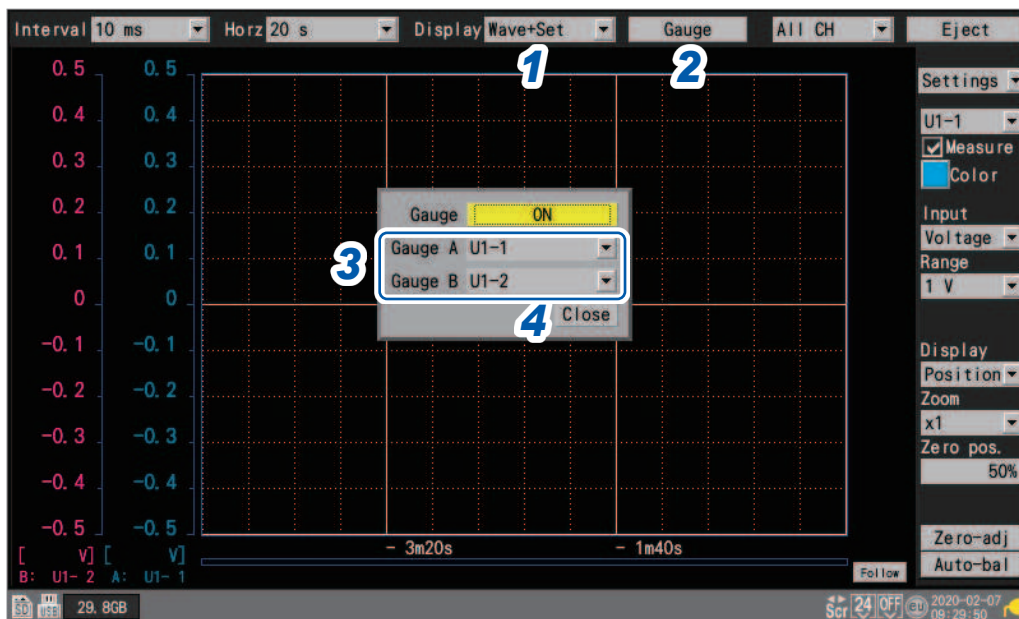 Interval 10 ms Horz 20 s Display Wave+Set Gauge All CH Eject
1 2
0.5 0.5
0.4 0.4
0.3 0.3
0.2 0.2
0.1 0.1
0 0
-0.1 -0.1
-0.2 -0.2
-0.3 -0.3
-0.4 -0.4
-0.5 -0.5
[ V] [ V]
B: U1- 2 A: U1- 1
Gauge ON
3
Gauge A U1-1
Gauge B U1-2
4 Close
- 3m20s - 1m40s
Follow
Settings
U1-1
Measure
Color
Input
Voltage
Range
1 V
Display
Position
Zoom
x1
Zero pos.
50%
Zero-adj
Auto-bal
SD USB 29.8GB
Scr 24 OFF eu 2020-02-07
09:29:50